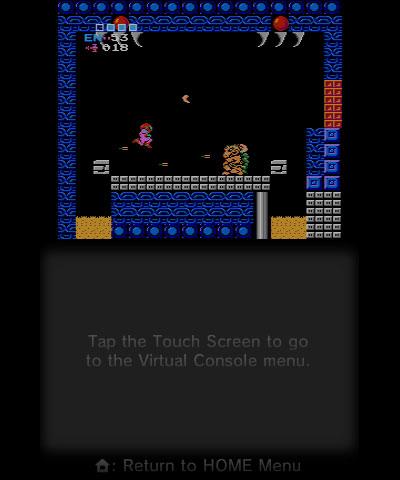 EN..53
018
Tap the Touch Screen to go
to the Virtual Console menu.
: Return to HOME Menu